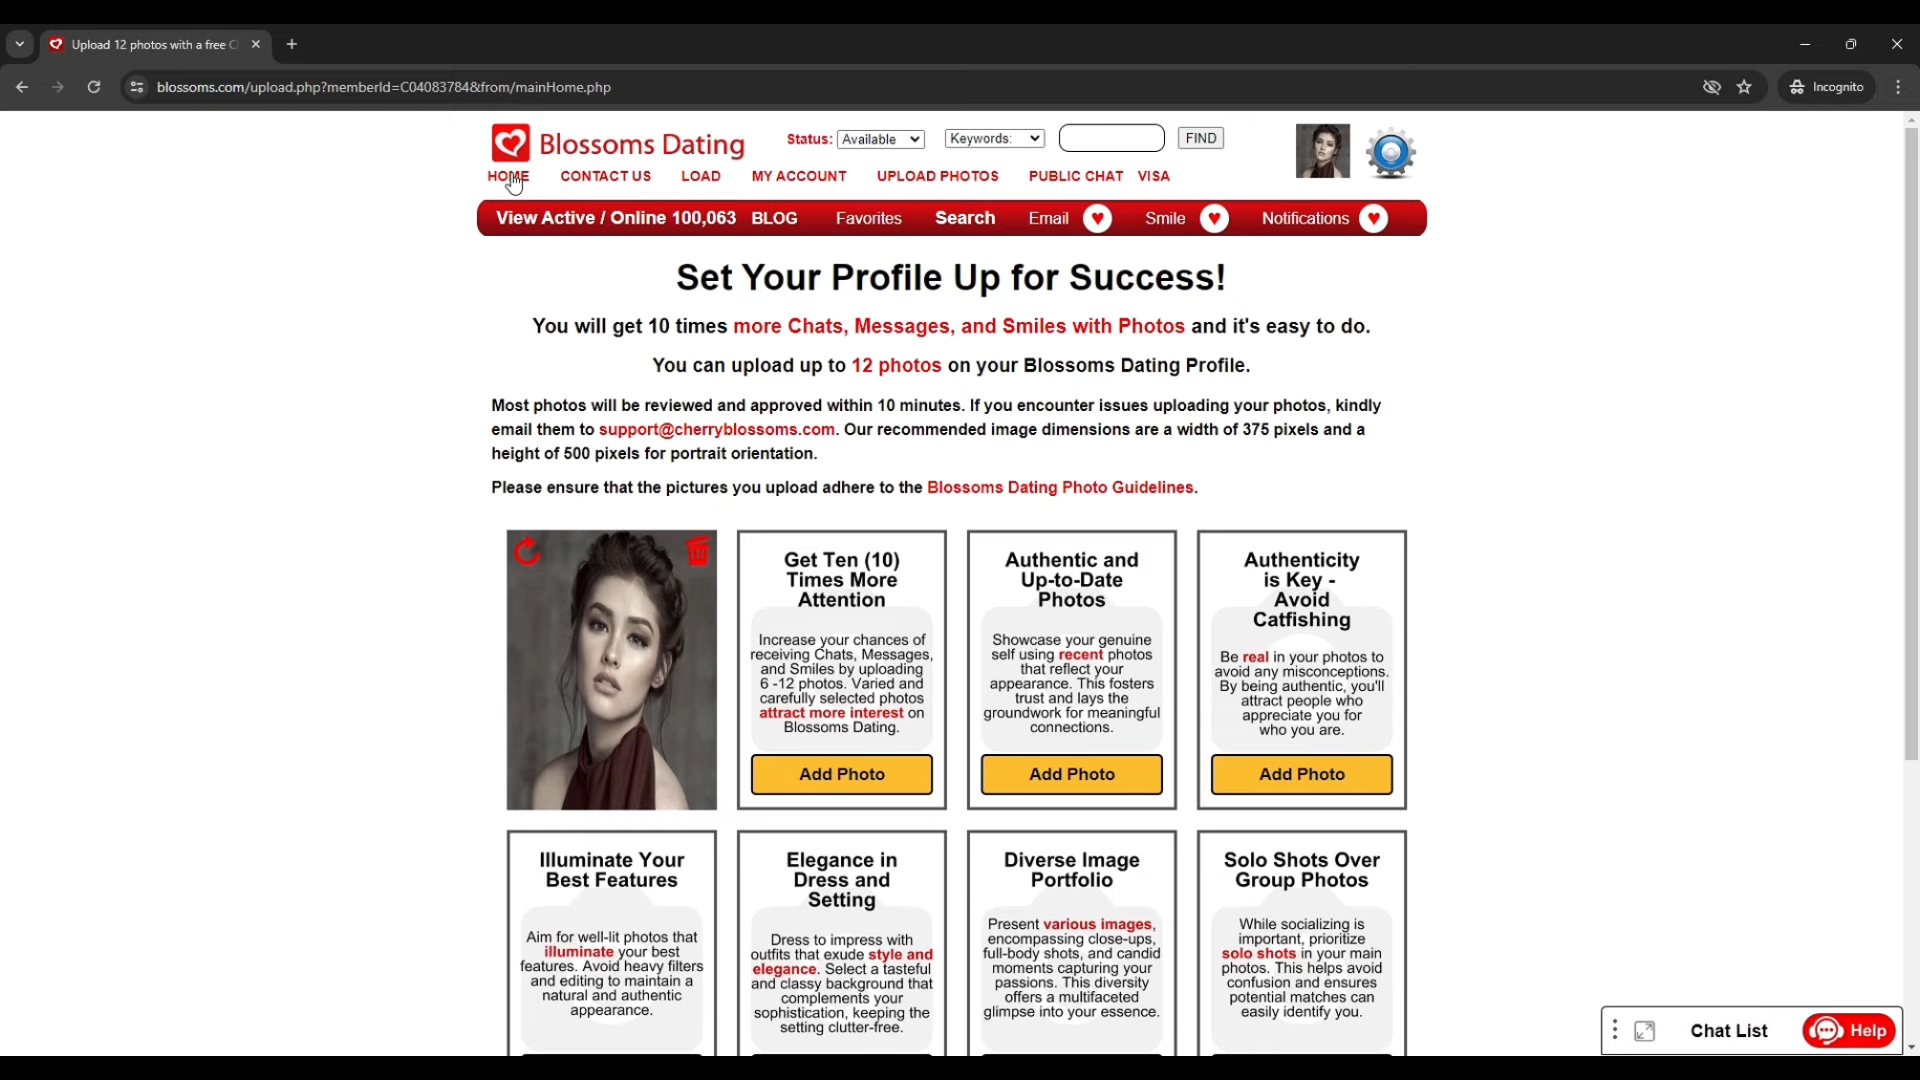 Upload 12 photos with a free C
blossoms.com/upload.php?memberId=C04083784&from/mainHome.php
Incognito
Blossoms Dating
Status: Available
Keywords:
FIND
HOME CONTACT US LOAD MY ACCOUNT UPLOAD PHOTOS PUBLIC CHAT VISA
View Active / Online 100,063 BLOG Favorites Search Email Smile Notifications
Set Your Profile Up for Success!
You will get 10 times more Chats, Messages, and Smiles with Photos and it's easy to do.
You can upload up to 12 photos on your Blossoms Dating Profile.
Most photos will be reviewed and approved within 10 minutes. If you encounter issues uploading your photos, kindly
email them to support@cherryblossoms.com. Our recommended image dimensions are a width of 375 pixels and a
height of 500 pixels for portrait orientation.
Please ensure that the pictures you upload adhere to the Blossoms Dating Photo Guidelines.
Get Ten (10)
Times More
Attention
Increase your chances of
receiving Chats, Messages,
and Smiles by uploading
6 -12 photos. Varied and
carefully selected photos
attract more interest on
Blossoms Dating.
Add Photo
Authentic and
Up-to-Date
Photos
Showcase your genuine
self using recent photos
that reflect your
appearance. This fosters
trust and lays the
groundwork for meaningful
connections.
Add Photo
Authenticity
is Key -
Avoid
Catfishing
Be real in your photos to
avoid any misconceptions.
By being authentic, you'll
attract people who
appreciate you for
who you are.
Add Photo
Illuminate Your
Best Features
Aim for well-lit photos that
illuminate your best
features. Avoid heavy filters
and editing to maintain a
natural and authentic
appearance.
Elegance in
Dress and
Setting
Dress to impress with
outfits that exude style and
elegance. Select a tasteful
and classy background that
complements your
sophistication, keeping the
setting clutter-free.
Diverse Image
Portfolio
Present various images,
encompassing close-ups,
full-body shots, and candid
moments capturing your
passions. This diversity
offers a multifaceted
glimpse into your essence.
Solo Shots Over
Group Photos
While socializing is
important, prioritize
solo shots in your main
photos. This helps avoid
confusion and ensures
potential matches can
easily identify you.
Chat List
Help